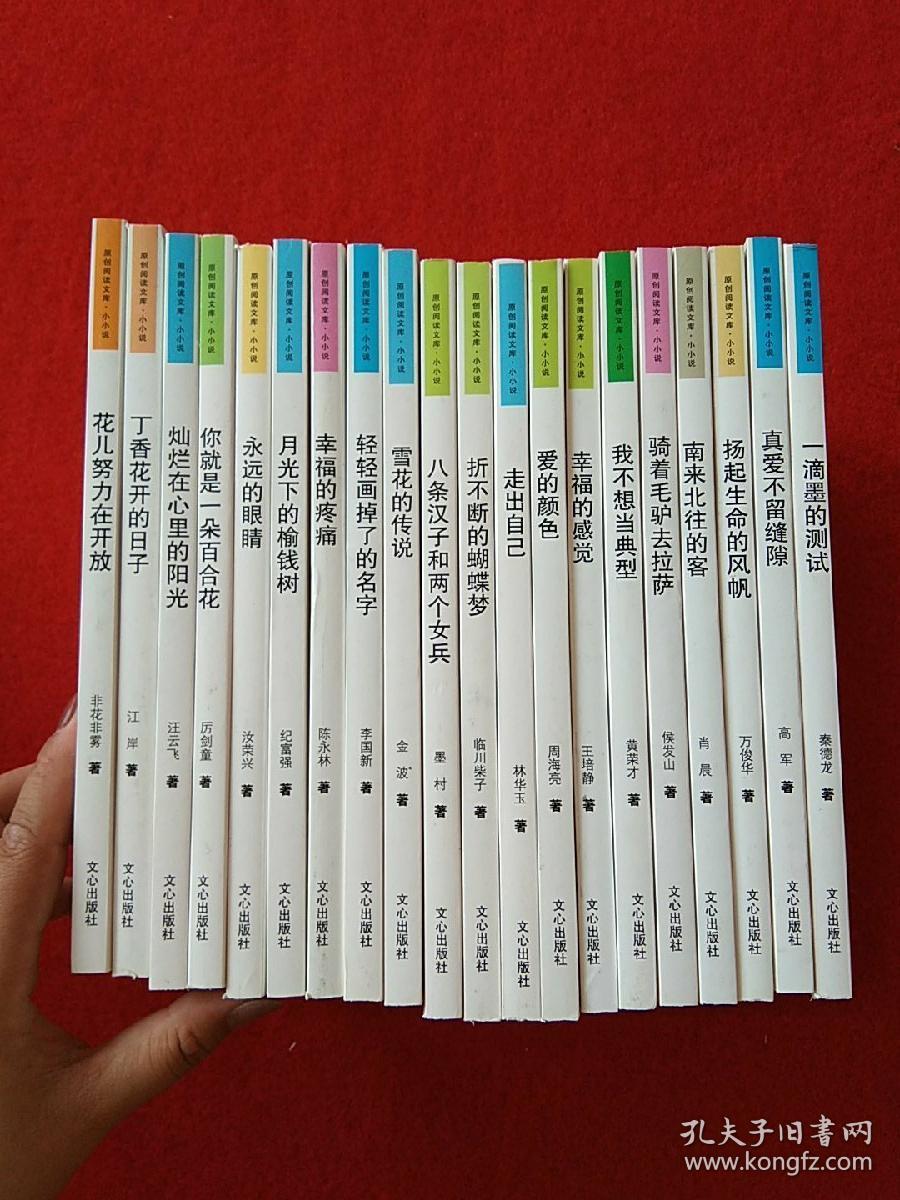 原创阅读文库·小小说
花儿努力在开放
非花非雾 著
文心出版社
原创阅读文库·小小说
丁香花开的日子
江岸 著
文心出版社
原创阅读文库·小小说
灿烂在心里的阳光
汪云飞 著
文心出版社
原创阅读文库·小小说
你就是一朵百合花
厉剑童 著
文心出版社
原创阅读文库·小小说
永远的眼睛
汝荣兴 著
文心出版社
原创阅读文库·小小说
月光下的榆钱树
纪富强 著
文心出版社
原创阅读文库·小小说
幸福的疼痛
陈永林 著
文心出版社
原创阅读文库·小小说
轻轻画掉了的名字
李国新 著
文心出版社
原创阅读文库·小小说
雪花的传说
金波 著
文心出版社
原创阅读文库·小小说
八条汉子和两个女兵
墨村 著
文心出版社
原创阅读文库·小小说
折不断的蝴蝶梦
临川柴子 著
文心出版社
原创阅读文库·小小说
走出自己
林华玉 著
文心出版社
原创阅读文库·小小说
爱的颜色
周海亮 著
文心出版社
原创阅读文库·小小说
幸福的感觉
王培静 著
文心出版社
原创阅读文库·小小说
我不想当典型
黄荣才 著
文心出版社
原创阅读文库·小小说
骑着毛驴去拉萨
侯发山 著
文心出版社
原创阅读文库·小小说
南来北往的客
肖晨 著
文心出版社
原创阅读文库·小小说
扬起生命的风帆
万俊华 著
文心出版社
原创阅读文库·小小说
真爱不留缝隙
高军 著
文心出版社
原创阅读文库·小小说
一滴墨的测试
秦德龙 著
文心出版社
孔夫子旧书网
www.kongfz.com